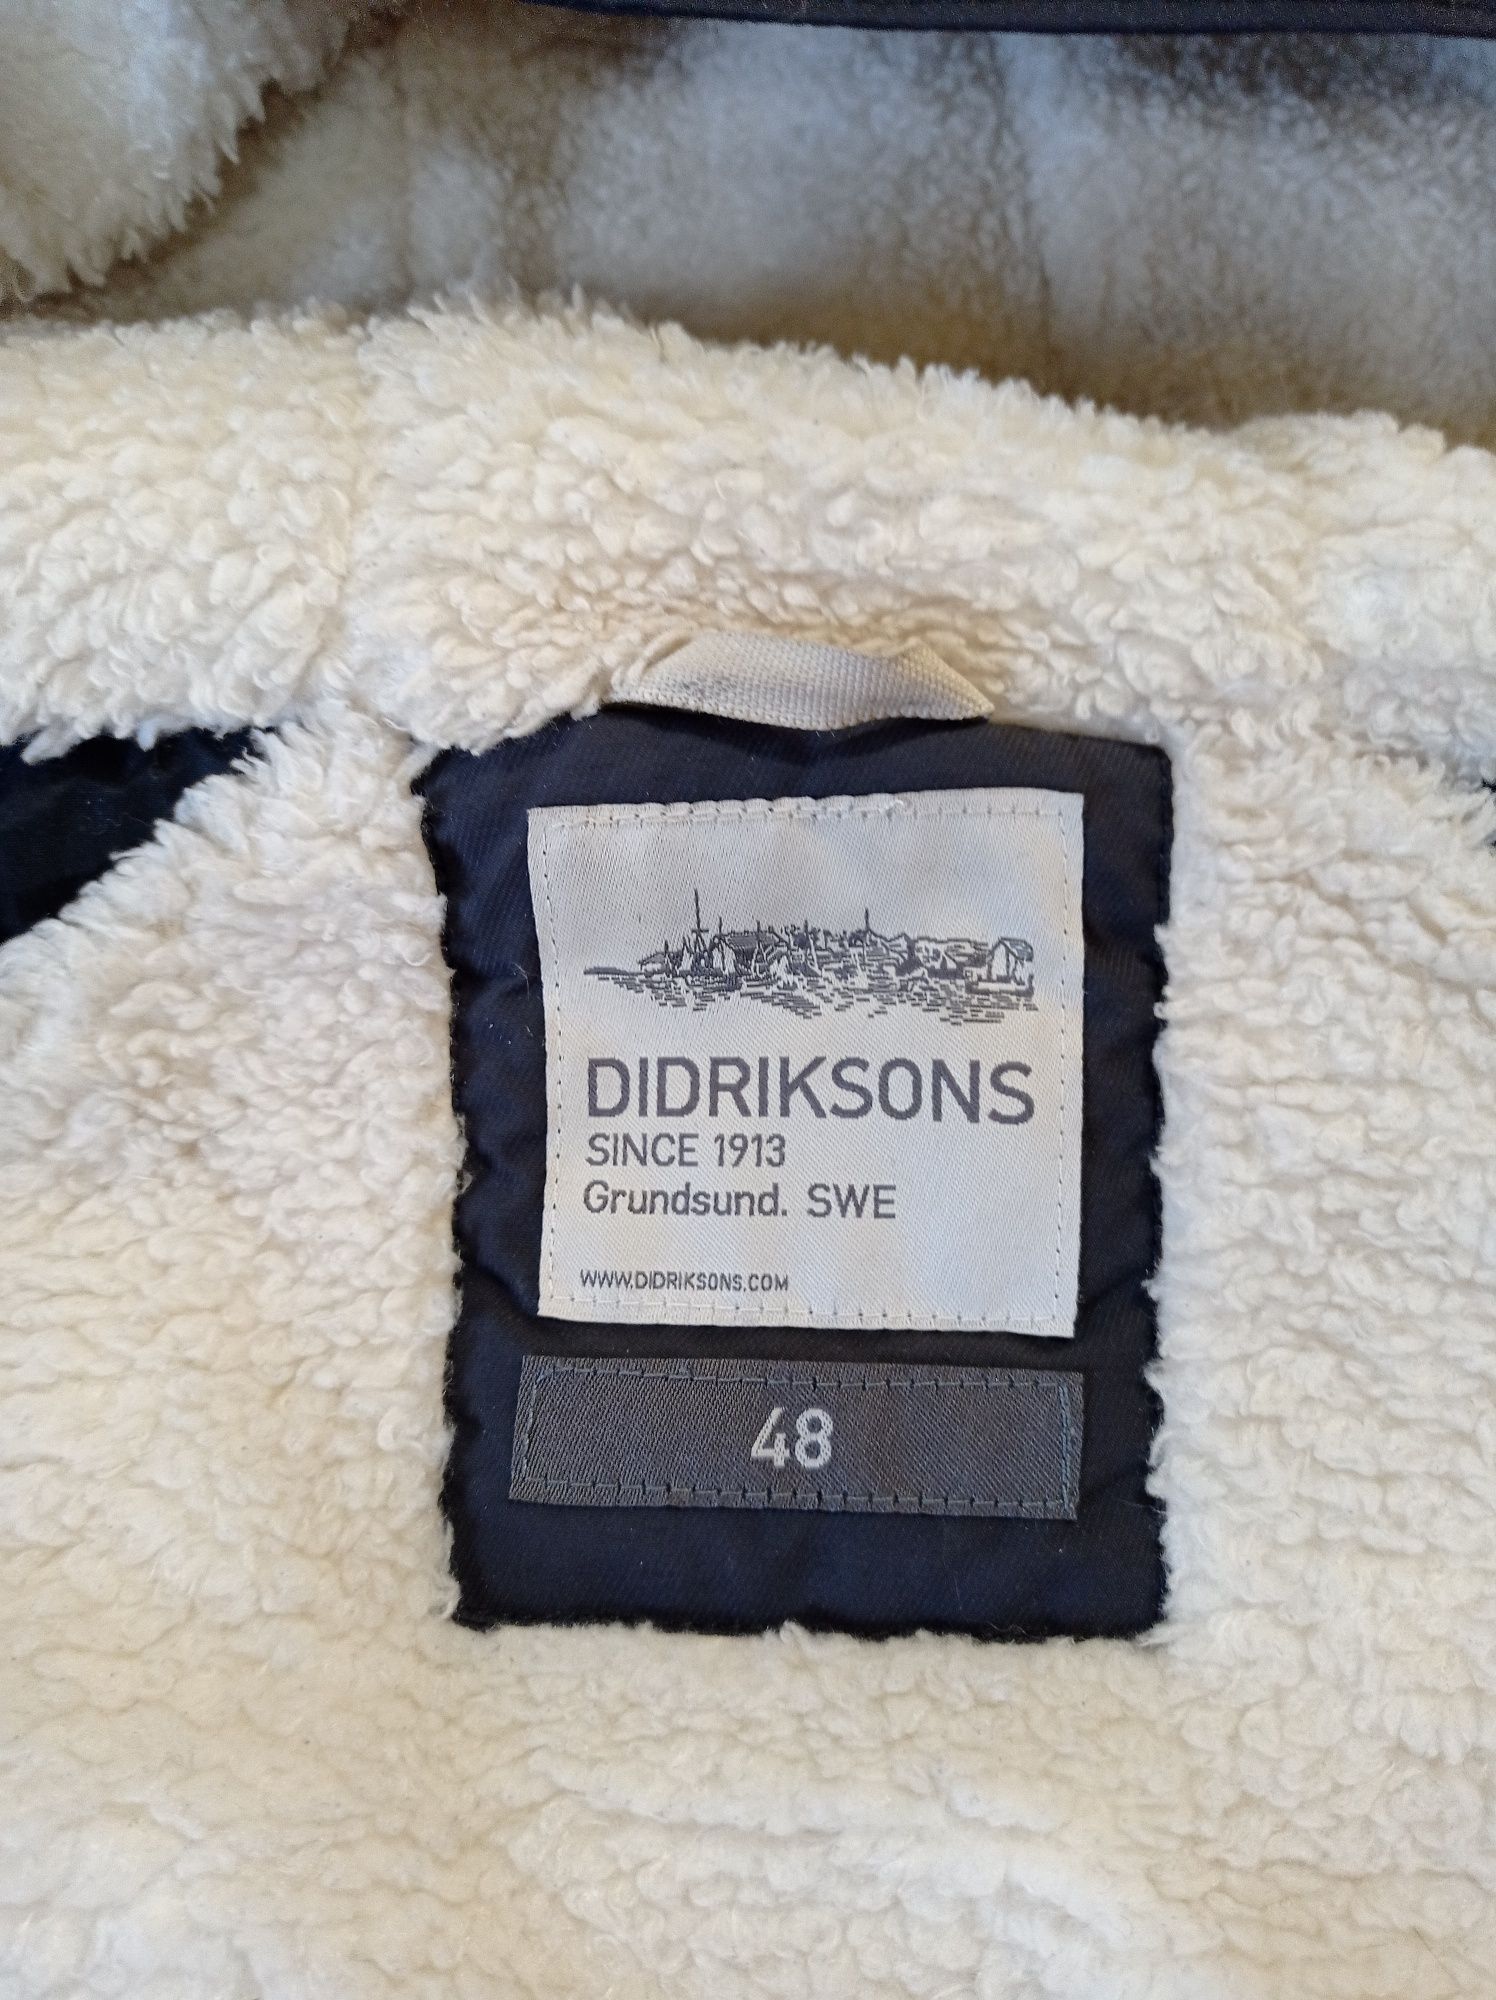 DIDRIKSONS
SINCE 1913
Grundsund. SWE
WWW.DIDRIKSONS.COM
48